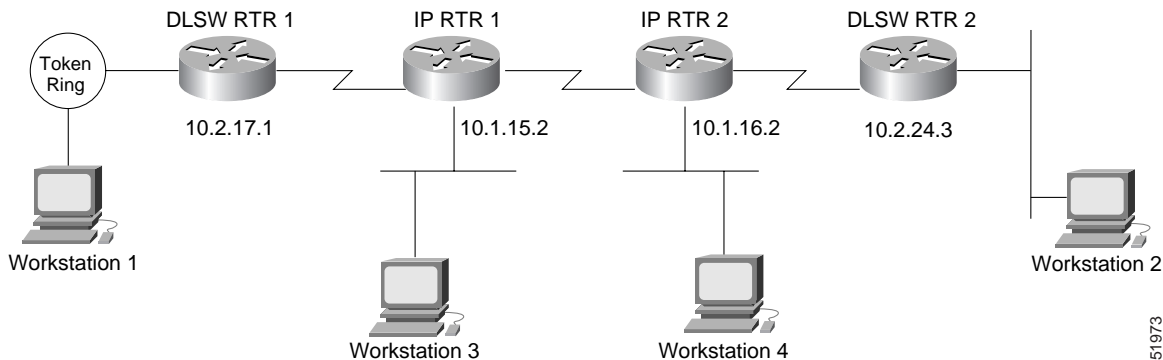 DLSW RTR 1
IP RTR 1
IP RTR 2
DLSW RTR 2
Token
Ring
10.2.17.1
10.1.15.2
10.1.16.2
10.2.24.3
Workstation 1
Workstation 2
Workstation 3
Workstation 4
51973